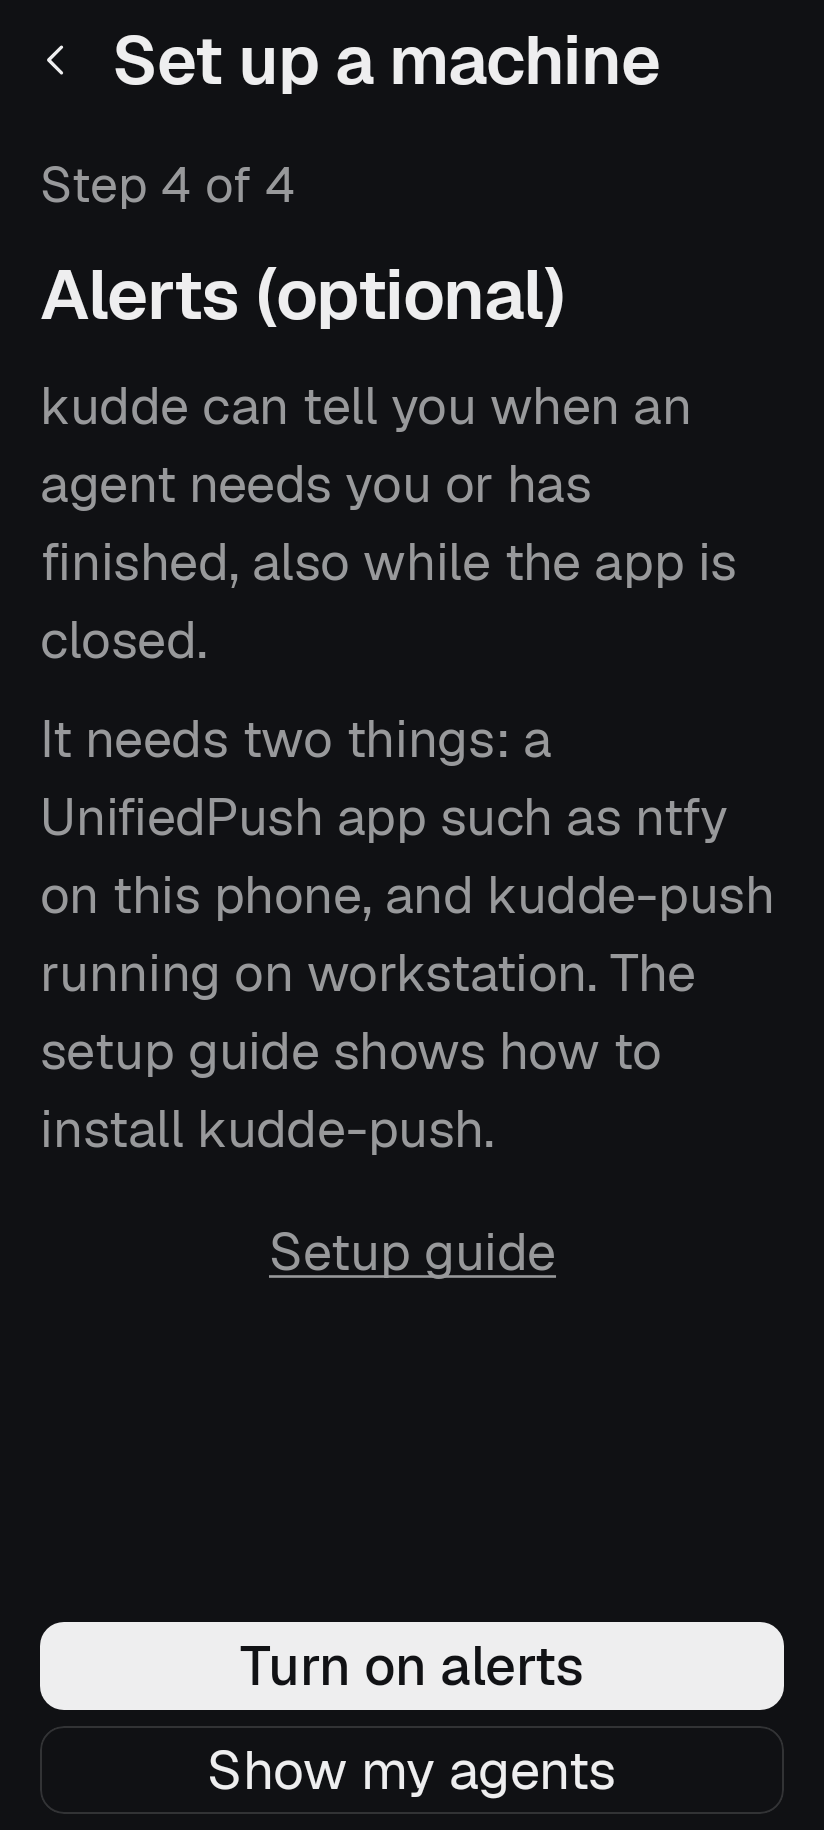 Set up a machine
Step 4 of 4
Alerts (optional)
kudde can tell you when an
agent needs you or has
finished, also while the app is
closed.
It needs two things: a
UnifiedPush app such as ntfy
on this phone, and kudde-push
running on workstation. The
setup guide shows how to
install kudde-push.
Setup guide
Turn on alerts
Show my agents